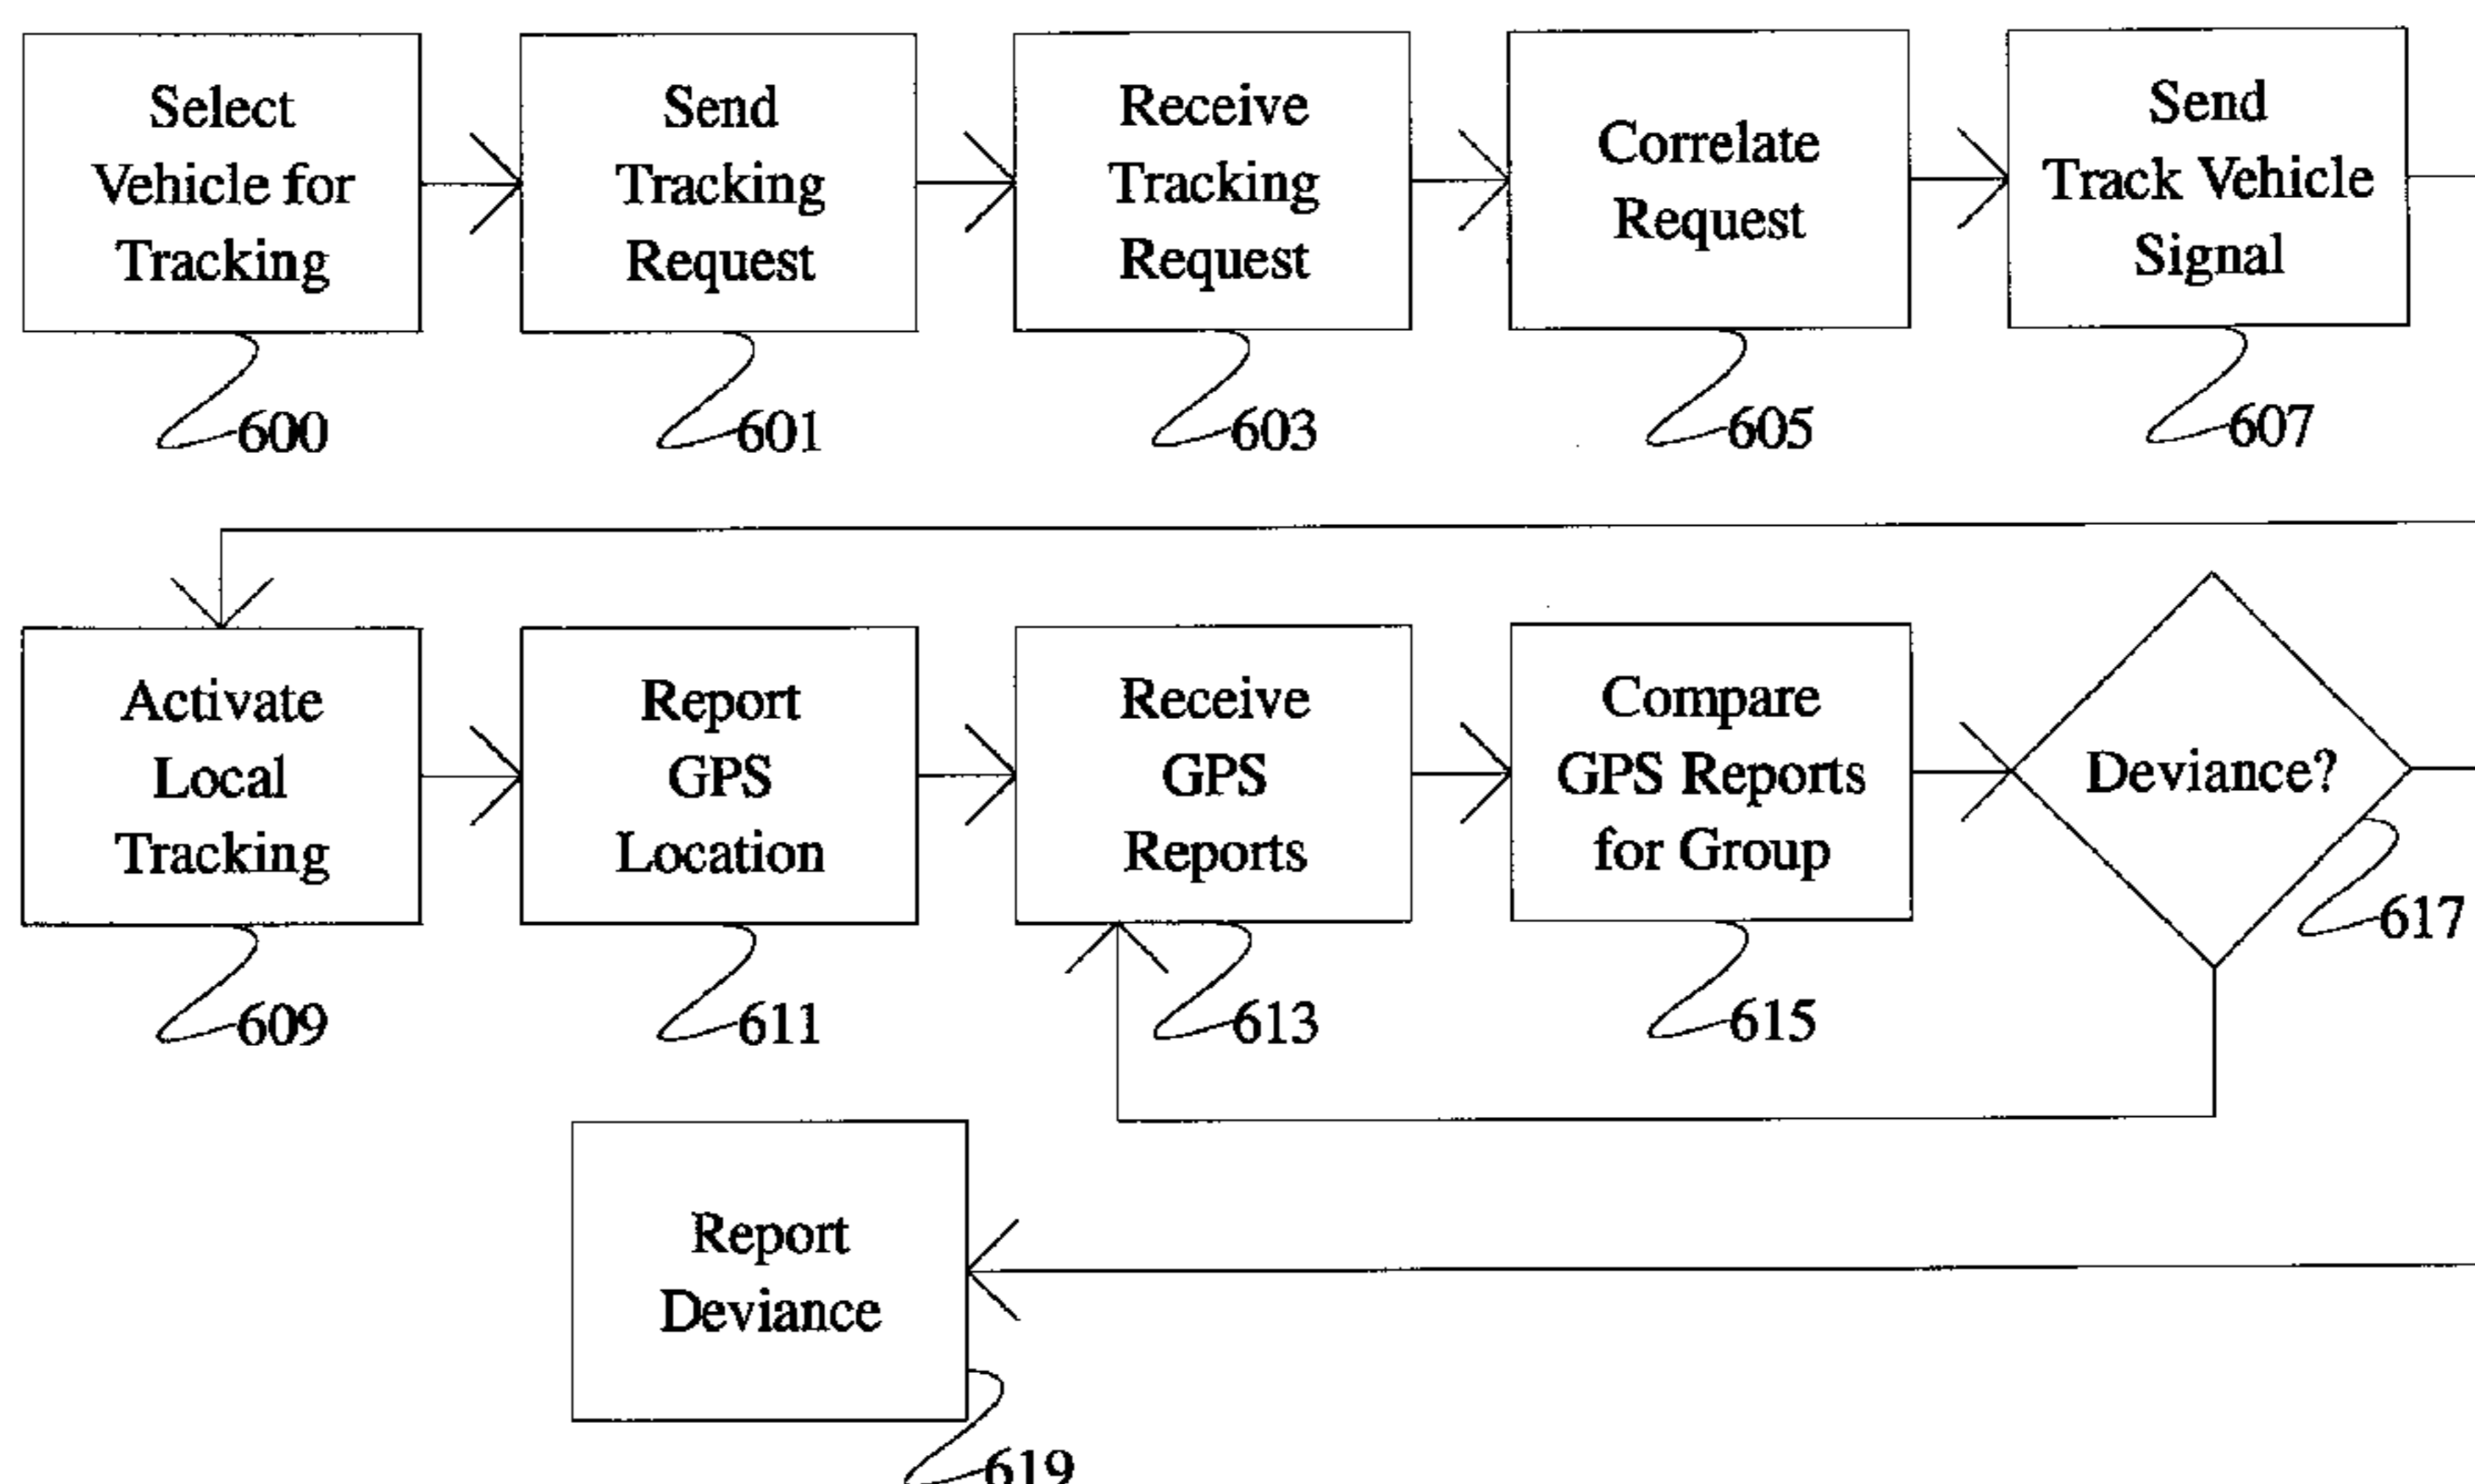 Select
Vehicle for
Tracking
600
Send
Tracking
Request
601
Receive
Tracking
Request
603
Correlate
Request
605
Send
Track Vehicle
Signal
607
Activate
Local
Tracking
609
Report
GPS
Location
611
Receive
GPS
Reports
613
Compare
GPS Reports
for Group
615
Deviance?
617
Report
Deviance
619